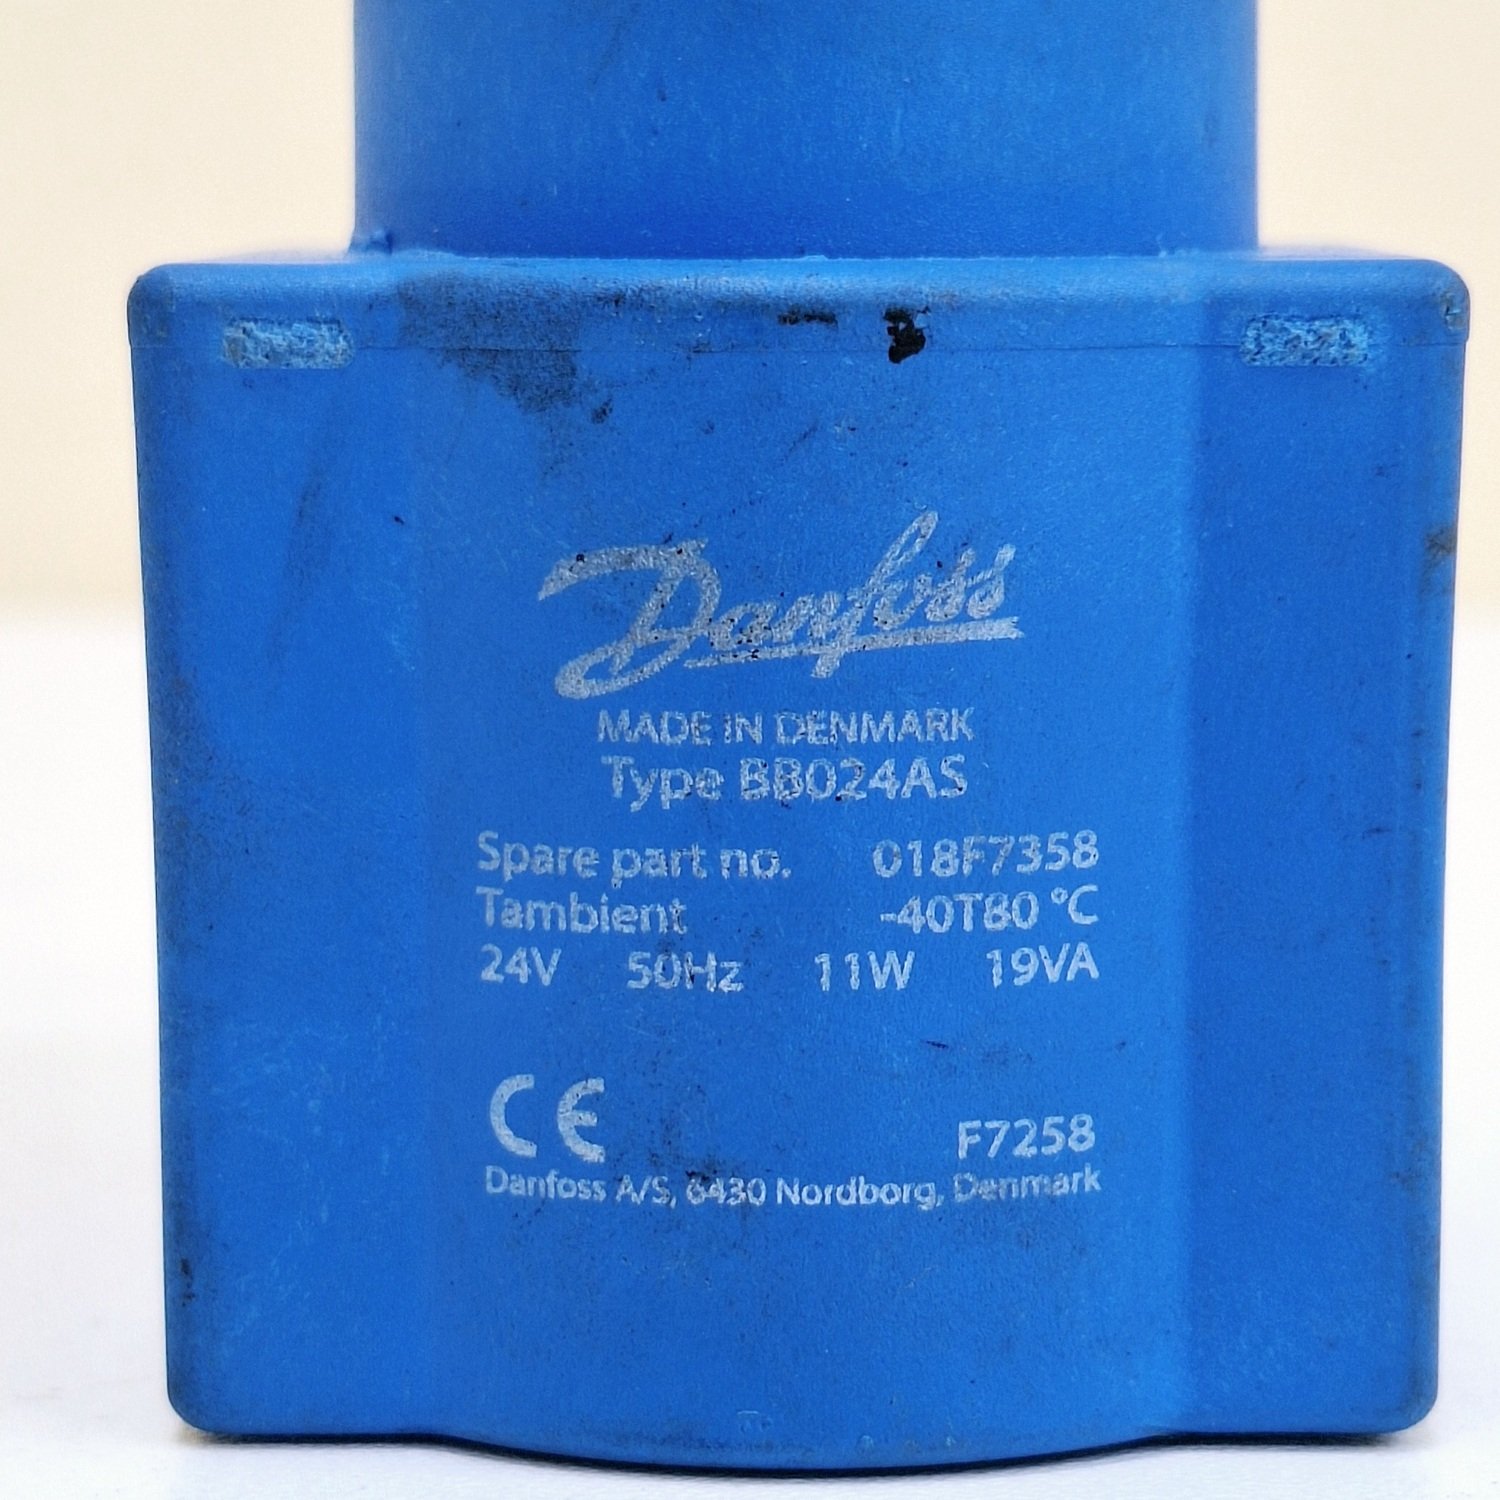 Danfoss
MADE IN DENMARK
Type BB024AS
Spare part no. 018F7358
Tambient -40T80 °C
24V 50Hz 11W 19VA
CE F7258
Danfoss A/S, 6430 Nordborg, Denmark